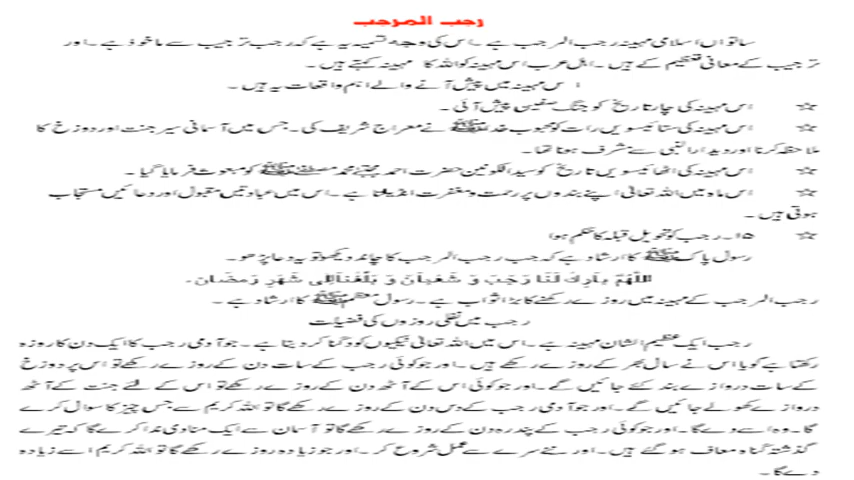 رجب المرجب
ساتواں اسلامی مہینہ رجب المرجب ہے۔ اس کی وجہ تسمیہ یہ ہے کہ رجب ترجیب سے ماخوذ ہے۔ اور
ترجیب کے معانی تعظیم کے ہیں۔ اہل عرب اس مہینہ کو اللہ کا مہینہ کہتے ہیں۔
اس مہینہ میں پیش آنے والے اہم واقعات یہ ہیں۔
☆ اس مہینہ کی چار تاریخ کو جنگ صفین پیش آئی۔
☆ اس مہینہ کی ستائیسویں رات کو محبوب خدا ﷺ نے معراج شریف کی۔ جس میں آسمانی سیر جنت اور دوزخ کا
ملاحظہ کرنا اور دیدار الٰہی سے مشرف ہونا تھا۔
☆ اس مہینہ کی اٹھائیسویں تاریخ کو سید الکونین حضرت احمد مجتبےٰ محمد مصطفےٰ ﷺ کو مبعوث فرمایا گیا۔
☆ اس ماہ میں اللہ تعالیٰ اپنے بندوں پر رحمت و مغفرت انڈیلتا ہے۔ اس میں عبادتیں مقبول اور دعائیں مستجاب
ہوتی ہیں۔
☆ ۱۵۔ رجب کو تحویل قبلہ کا حکم ہوا
رسول پاک ﷺ کا ارشاد ہے کہ جب رجب المرجب کا چاند دیکھو تو یہ دعا پڑھو۔
اَللّٰهُمَّ بَارِكْ لَنَا رَجَبَ وَ شَعْبَانَ وَ بَلِّغْنَا اِلٰی شَهْرِ رَمَضَان۔
رجب المرجب کے مہینہ میں روزے رکھنے کا بڑا ثواب ہے۔ رسول معظم ﷺ کا ارشاد ہے۔
رجب میں نفلی روزوں کی فضیلت
رجب ایک عظیم الشان مہینہ ہے۔ اس میں اللہ تعالیٰ نیکیوں کو دگنا کر دیتا ہے۔ جو آدمی رجب کا ایک دن کا روزہ
رکھتا ہے گویا اس نے سال بھر کے روزے رکھے ہیں۔ اور جو کوئی رجب کے سات دن کے روزے رکھے تو اس پر دوزخ
کے سات دروازے بند کئے جائیں گے۔ اور جو کوئی اس کے آٹھ دن کے روزے رکھے تو اس کے لئے جنت کے آٹھ
دروازے کھولے جائیں گے۔ اور جو آدمی رجب کے دس دن کے روزے رکھے گا تو اللہ کریم سے جس چیز کا سوال کرے
گا۔ وہ اسے دے گا۔ اور جو کوئی رجب کے پندرہ دن کے روزے رکھے گا تو آسمان سے ایک منادی ندا کرے گا کہ تیرے
گذشتہ گناہ معاف ہو گئے ہیں۔ اور نئے سرے سے عمل شروع کر۔ اور جو زیادہ روزے رکھے گا تو اللہ کریم اسے زیادہ
دے گا۔